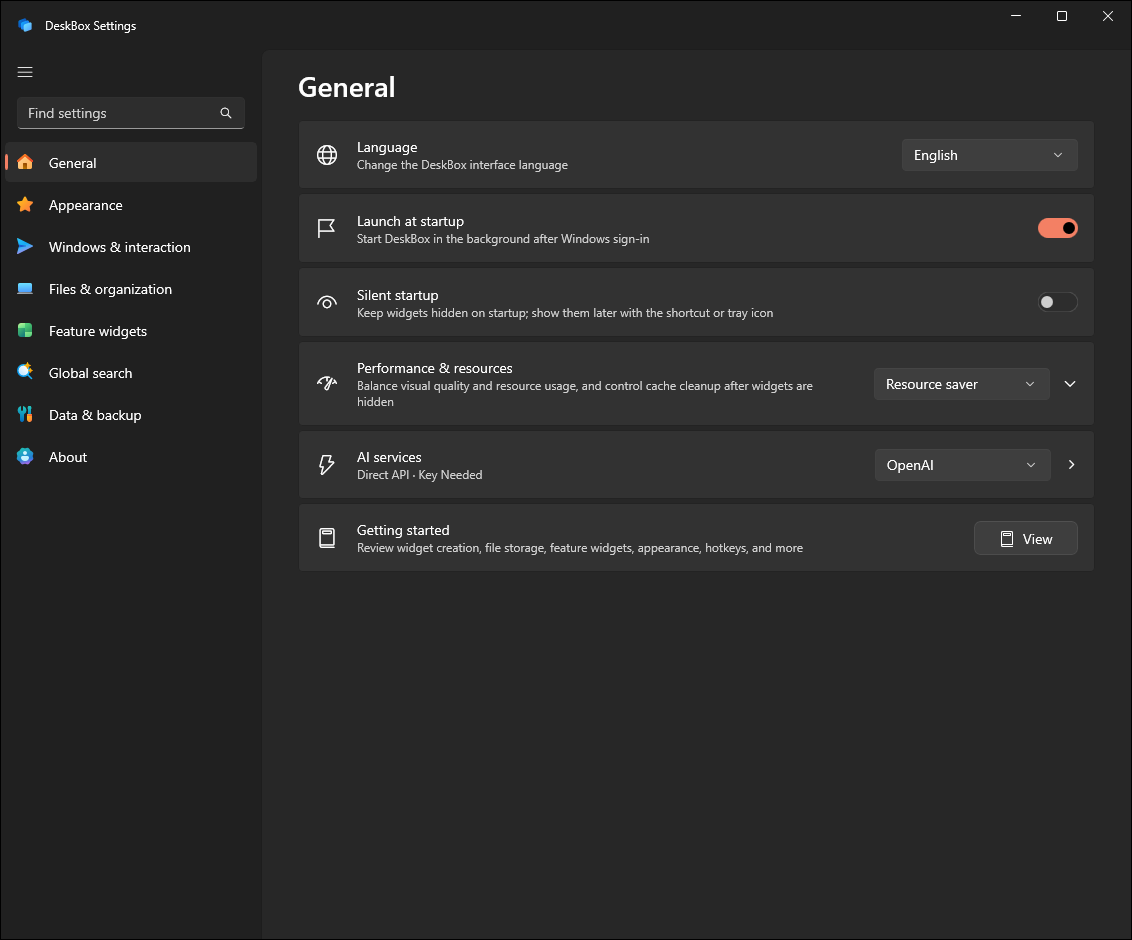 DeskBox Settings
Find settings
General
Appearance
Windows & interaction
Files & organization
Feature widgets
Global search
Data & backup
About
General
Language
Change the DeskBox interface language
English
Launch at startup
Start DeskBox in the background after Windows sign-in
Silent startup
Keep widgets hidden on startup; show them later with the shortcut or tray icon
Performance & resources
Balance visual quality and resource usage, and control cache cleanup after widgets are
hidden
Resource saver
AI services
Direct API · Key Needed
OpenAI
Getting started
Review widget creation, file storage, feature widgets, appearance, hotkeys, and more
View